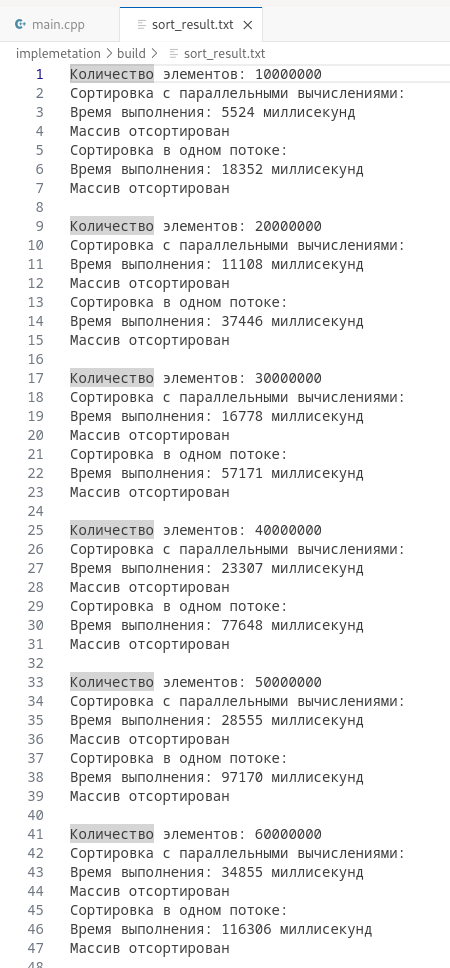 main.cpp
sort_result.txt
implemetation > build > sort_result.txt
1 Количество элементов: 10000000
2 Сортировка с параллельными вычислениями:
3 Время выполнения: 5524 миллисекунд
4 Массив отсортирован
5 Сортировка в одном потоке:
6 Время выполнения: 18352 миллисекунд
7 Массив отсортирован
8
9 Количество элементов: 20000000
10 Сортировка с параллельными вычислениями:
11 Время выполнения: 11108 миллисекунд
12 Массив отсортирован
13 Сортировка в одном потоке:
14 Время выполнения: 37446 миллисекунд
15 Массив отсортирован
16
17 Количество элементов: 30000000
18 Сортировка с параллельными вычислениями:
19 Время выполнения: 16778 миллисекунд
20 Массив отсортирован
21 Сортировка в одном потоке:
22 Время выполнения: 57171 миллисекунд
23 Массив отсортирован
24
25 Количество элементов: 40000000
26 Сортировка с параллельными вычислениями:
27 Время выполнения: 23307 миллисекунд
28 Массив отсортирован
29 Сортировка в одном потоке:
30 Время выполнения: 77648 миллисекунд
31 Массив отсортирован
32
33 Количество элементов: 50000000
34 Сортировка с параллельными вычислениями:
35 Время выполнения: 28555 миллисекунд
36 Массив отсортирован
37 Сортировка в одном потоке:
38 Время выполнения: 97170 миллисекунд
39 Массив отсортирован
40
41 Количество элементов: 60000000
42 Сортировка с параллельными вычислениями:
43 Время выполнения: 34855 миллисекунд
44 Массив отсортирован
45 Сортировка в одном потоке:
46 Время выполнения: 116306 миллисекунд
47 Массив отсортирован
48